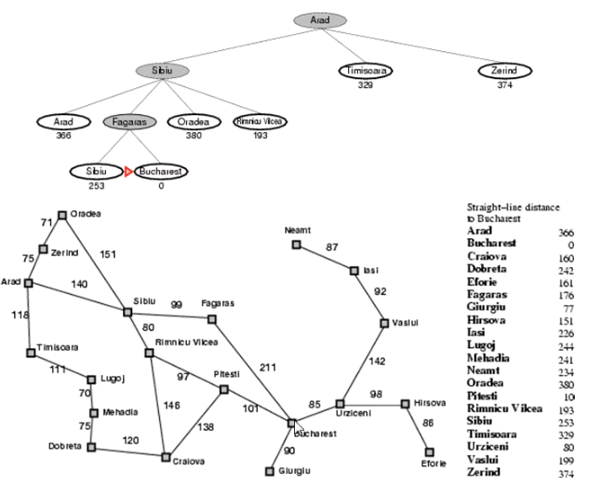 Arad
Sibiu
Timisoara
Zerind
329
374
Arad
Fagaras
Oradea
Rimnicu Vilcea
366
380
193
Sibiu
Bucharest
253
0
Straight–line distance
to Bucharest
Arad 366
Bucharest 0
Craiova 160
Dobreta 242
Eforie 161
Fagaras 176
Giurgiu 77
Hirsova 151
Iasi 226
Lugoj 244
Mehadia 241
Neamt 234
Oradea 380
Pitesti 10
Rimnicu Vilcea 193
Sibiu 253
Timisoara 329
Urziceni 80
Vaslui 199
Zerind 374
Oradea
71
Neamt
87
Zerind
75
151
Iasi
Arad
140
92
Sibiu
99
Fagaras
118
80
Vaslui
Rimnicu Vilcea
Timisoara
111
Lugoj
97
Pitesti
211
142
70
98
Hirsova
Mehadia
146
101
85
Urziceni
75
138
86
Bucharest
Dobreta
120
90
Craiova
Eforie
Giurgiu